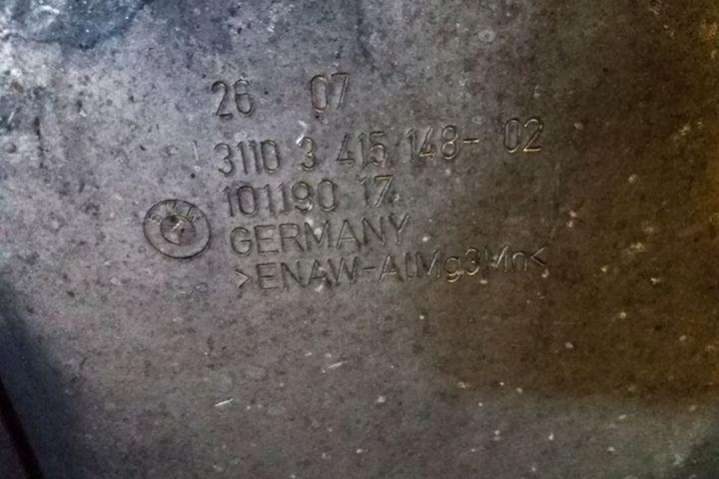 26 07
3110 3 415 148- 02
101190 17
GERMANY
>ENAW-AlMg3Mn<